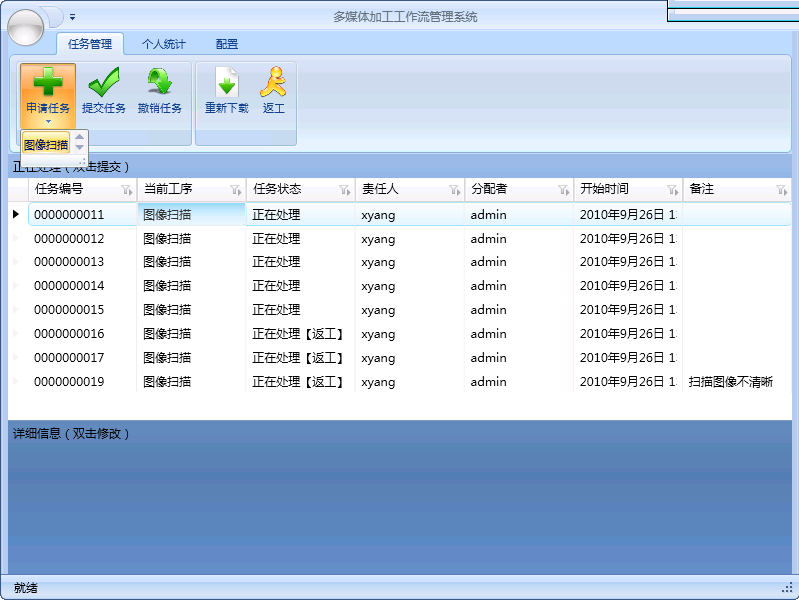 多媒体加工工作流管理系统
任务管理 个人统计 配置
申请任务 提交任务 撤销任务 重新下载 返工
图像扫描
正在处理（双击提交）
任务编号 当前工序 任务状态 责任人 分配者 开始时间 备注
0000000011 图像扫描 正在处理 xyang admin 2010年9月26日
0000000012 图像扫描 正在处理 xyang admin 2010年9月26日
0000000013 图像扫描 正在处理 xyang admin 2010年9月26日
0000000014 图像扫描 正在处理 xyang admin 2010年9月26日
0000000015 图像扫描 正在处理 xyang admin 2010年9月26日
0000000016 图像扫描 正在处理【返工】 xyang admin 2010年9月26日
0000000017 图像扫描 正在处理【返工】 xyang admin 2010年9月26日
0000000019 图像扫描 正在处理【返工】 xyang admin 2010年9月26日 扫描图像不清晰
详细信息（双击修改）
就绪